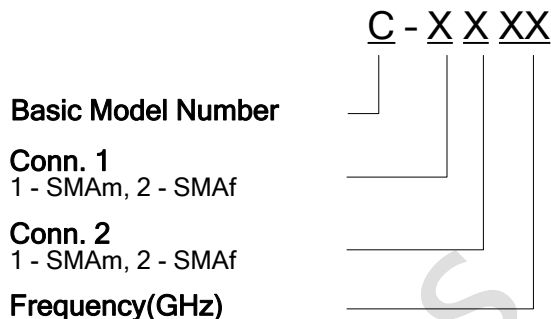 C - X X XX
Basic Model Number
Conn. 1
1 - SMAm, 2 - SMAf
Conn. 2
1 - SMAm, 2 - SMAf
Frequency(GHz)